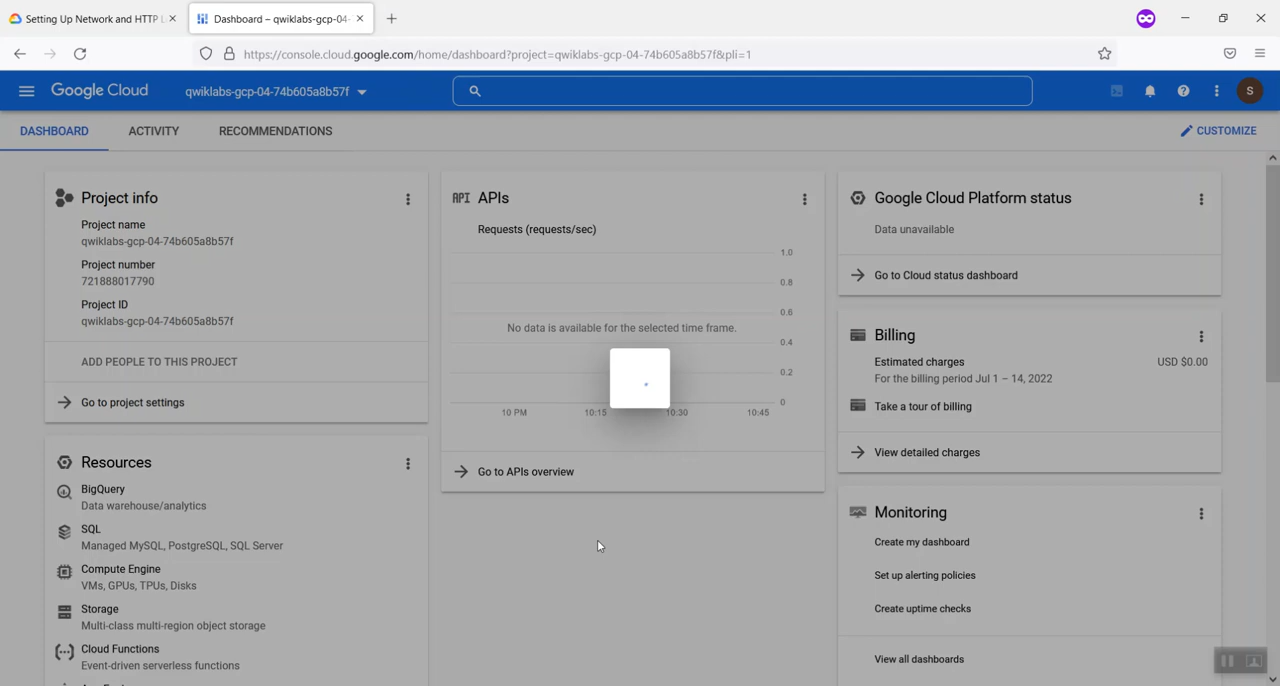 Setting Up Network and HTTP L
Dashboard – qwiklabs-gcp-04-
https://console.cloud.google.com/home/dashboard?project=qwiklabs-gcp-04-74b605a8b57f&pli=1
Google Cloud
qwiklabs-gcp-04-74b605a8b57f
S
DASHBOARD
ACTIVITY
RECOMMENDATIONS
CUSTOMIZE
Project info
Project name
qwiklabs-gcp-04-74b605a8b57f
Project number
721888017790
Project ID
qwiklabs-gcp-04-74b605a8b57f
ADD PEOPLE TO THIS PROJECT
Go to project settings
Resources
BigQuery
Data warehouse/analytics
SQL
Managed MySQL, PostgreSQL, SQL Server
Compute Engine
VMs, GPUs, TPUs, Disks
Storage
Multi-class multi-region object storage
Cloud Functions
Event-driven serverless functions
API APIs
Requests (requests/sec)
1.0
0.8
0.6
No data is available for the selected time frame.
0.4
0.2
0
10 PM 10:15 10:30 10:45
Go to APIs overview
Google Cloud Platform status
Data unavailable
Go to Cloud status dashboard
Billing
Estimated charges USD $0.00
For the billing period Jul 1 – 14, 2022
Take a tour of billing
View detailed charges
Monitoring
Create my dashboard
Set up alerting policies
Create uptime checks
View all dashboards